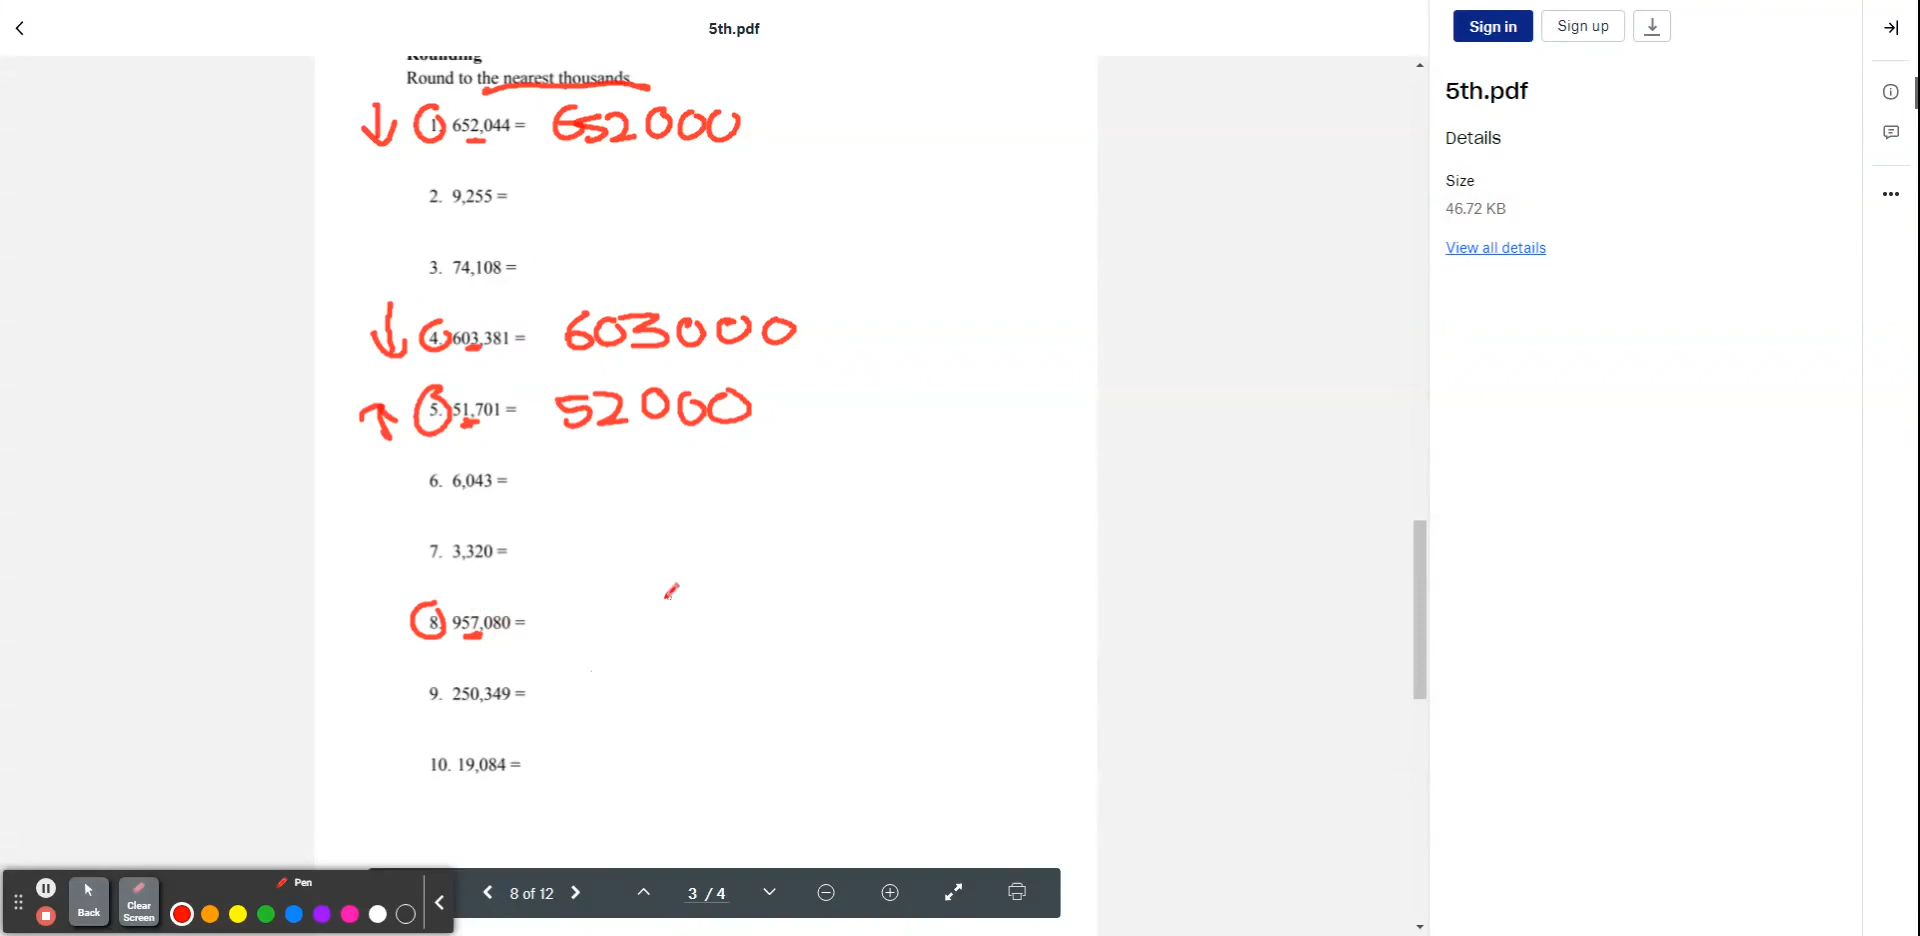 5th.pdf
Sign in
Sign up
Rounding
Round to the nearest thousands.
1. 652,044 = 652000
2. 9,255 =
3. 74,108 =
4. 603,381 = 603000
5. 51,701 = 52000
6. 6,043 =
7. 3,320 =
8. 957,080 =
9. 250,349 =
10. 19,084 =
5th.pdf
Details
Size
46.72 KB
View all details
Back
Clear Screen
Pen
8 of 12
3 / 4